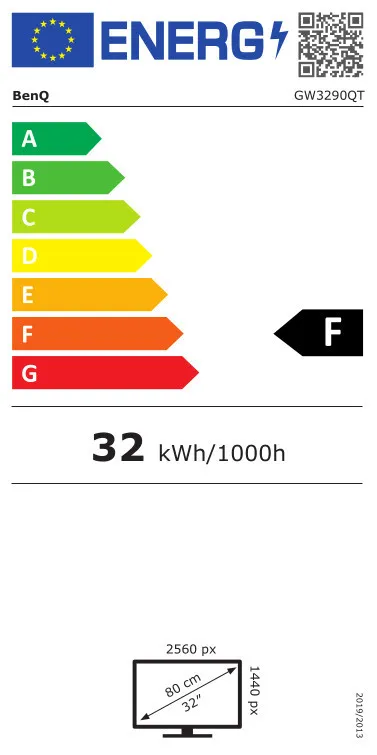 ENERG
BenQ GW3290QT
A
B
C
D
E
F
F
G
32 kWh/1000h
2560 px
1440 px
80 cm
32"
2019/2013